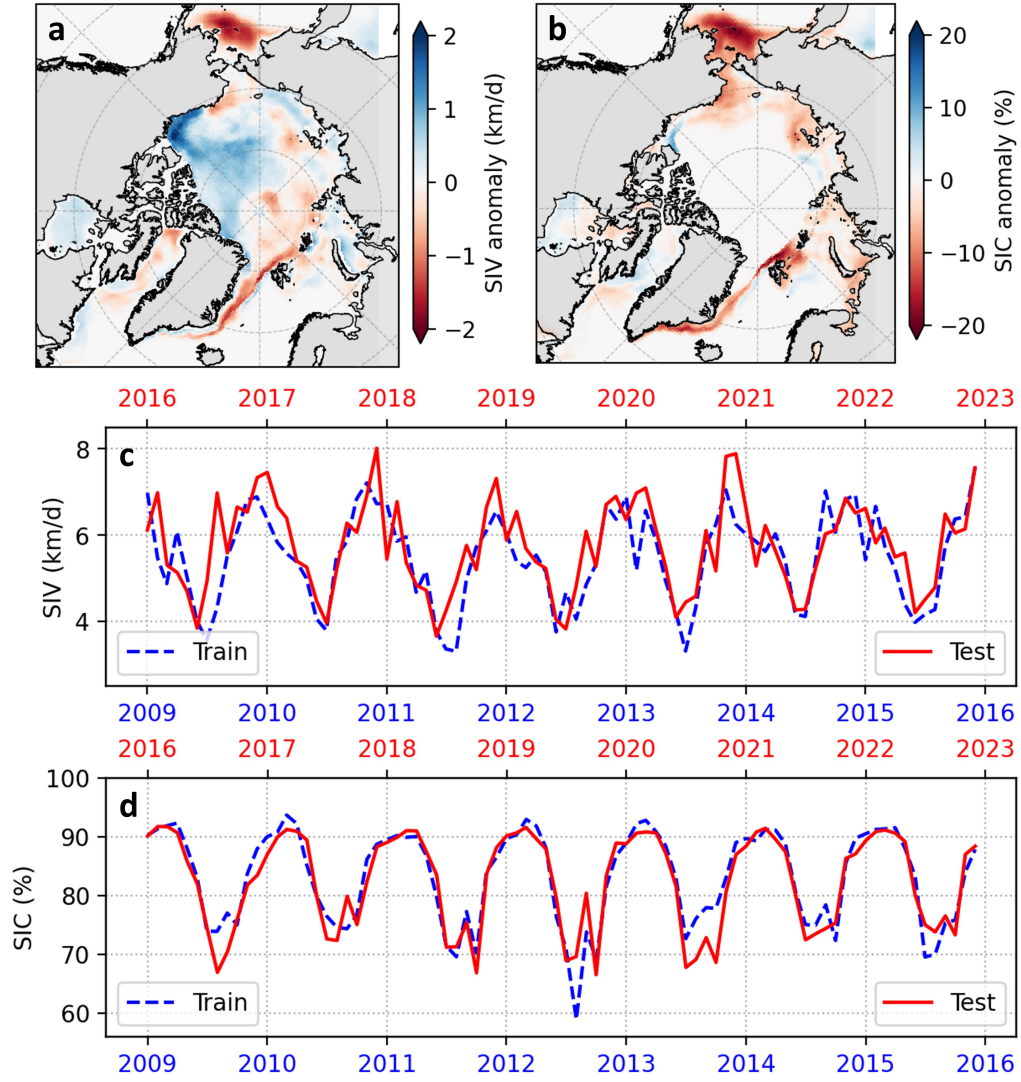 a
2
1
0
−1
−2
SIV anomaly (km/d)
b
20
10
0
−10
−20
SIC anomaly (%)
2016 2017 2018 2019 2020 2021 2022 2023
c
8
6
4
SIV (km/d)
Train
Test
2009 2010 2011 2012 2013 2014 2015 2016
2016 2017 2018 2019 2020 2021 2022 2023
d
100
90
80
70
60
SIC (%)
Train
Test
2009 2010 2011 2012 2013 2014 2015 2016